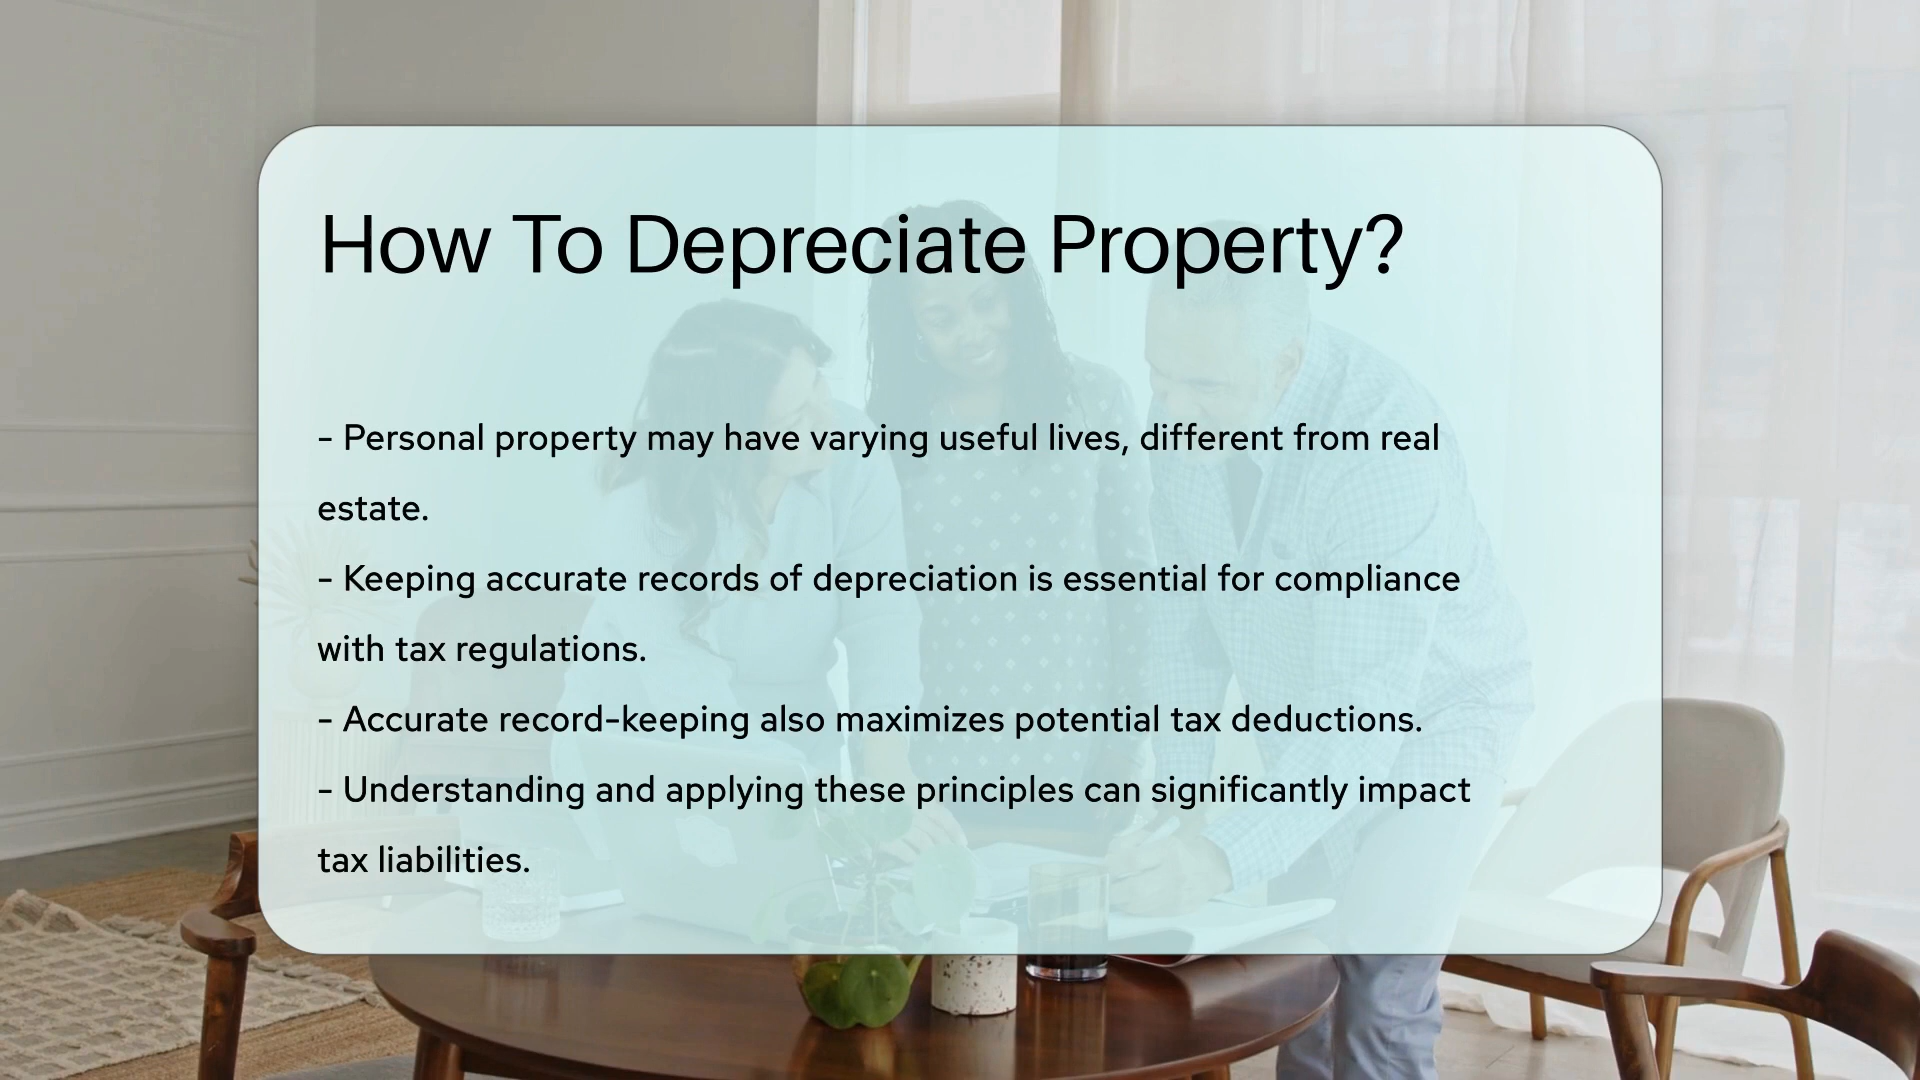 How To Depreciate Property?
- Personal property may have varying useful lives, different from real
estate.
- Keeping accurate records of depreciation is essential for compliance
with tax regulations.
- Accurate record-keeping also maximizes potential tax deductions.
- Understanding and applying these principles can significantly impact
tax liabilities.